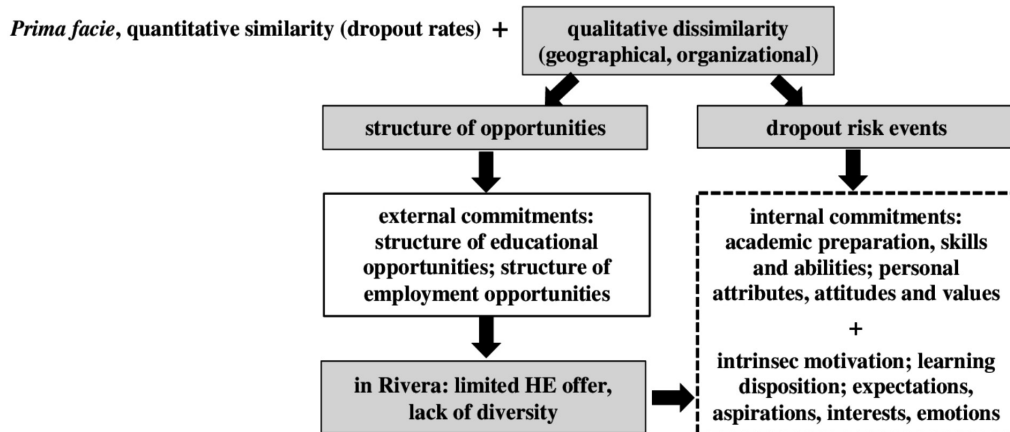 Prima facie, quantitative similarity (dropout rates) +
qualitative dissimilarity
(geographical, organizational)
structure of opportunities
dropout risk events
external commitments:
structure of educational
opportunities; structure of
employment opportunities
internal commitments:
academic preparation, skills
and abilities; personal
attributes, attitudes and values
+
intrinsec motivation; learning
disposition; expectations,
aspirations, interests, emotions
in Rivera: limited HE offer,
lack of diversity